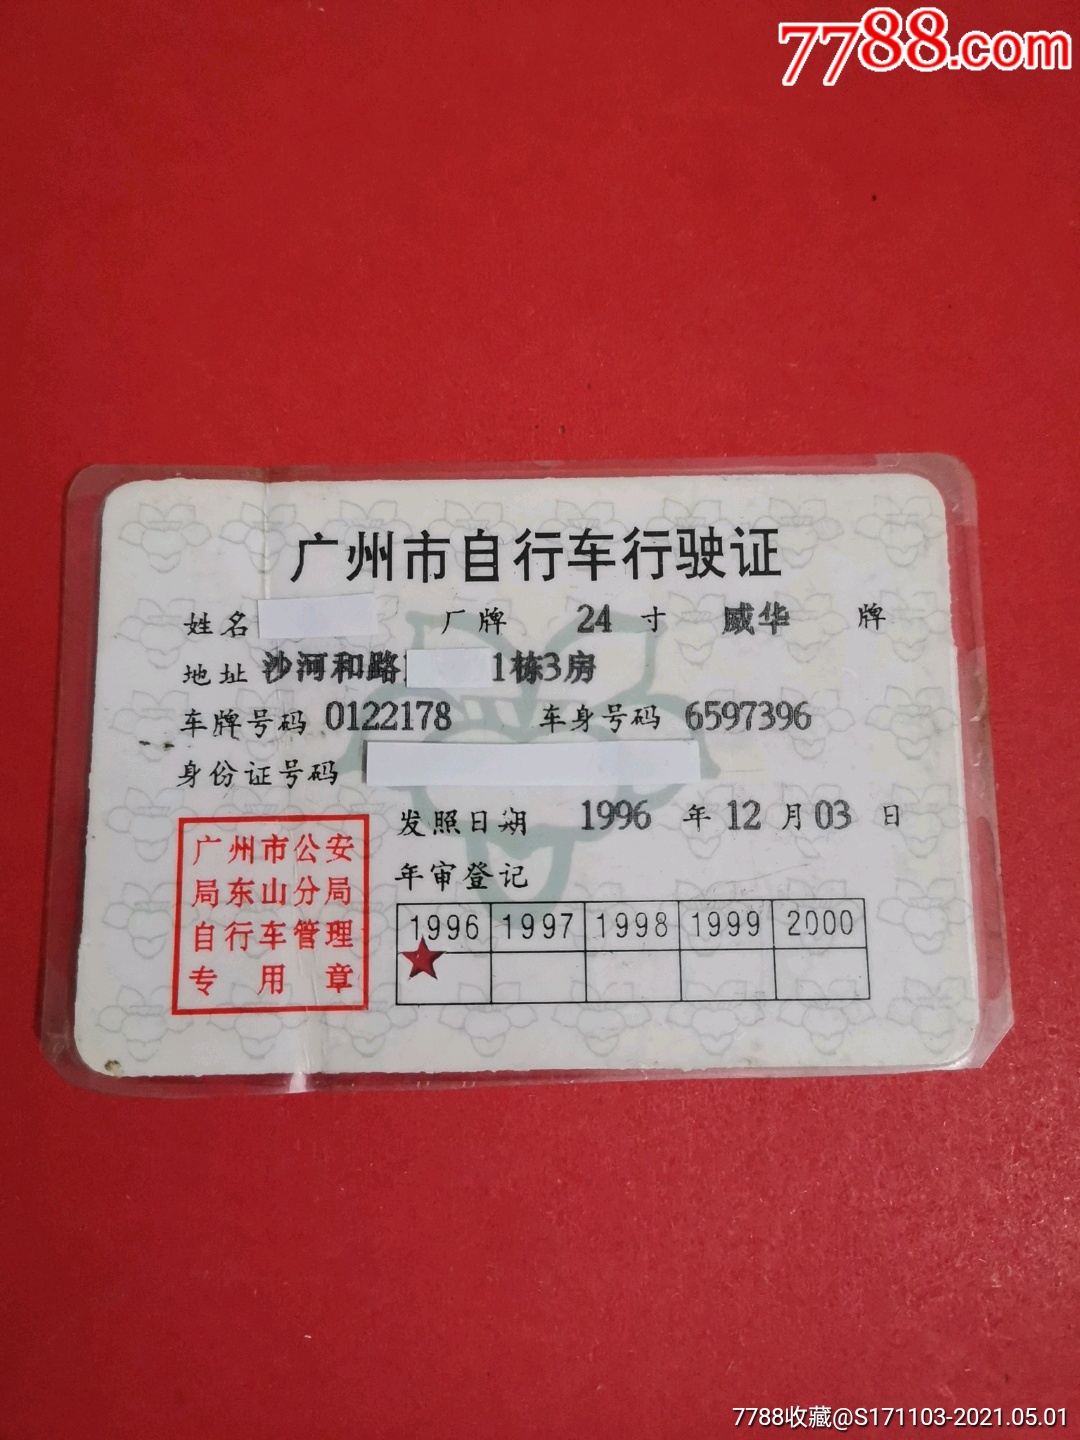 7788.com
广州市自行车行驶证
姓名 厂牌 24 寸 威华 牌
地址 沙河和路 1栋3房
车牌号码 0122178 车身号码 6597396
身份证号码
发照日期 1996 年 12 月 03 日
年审登记
1996 1997 1998 1999 2000
广州市公安
局东山分局
自行车管理
专用章
7788收藏@S171103-2021.05.01